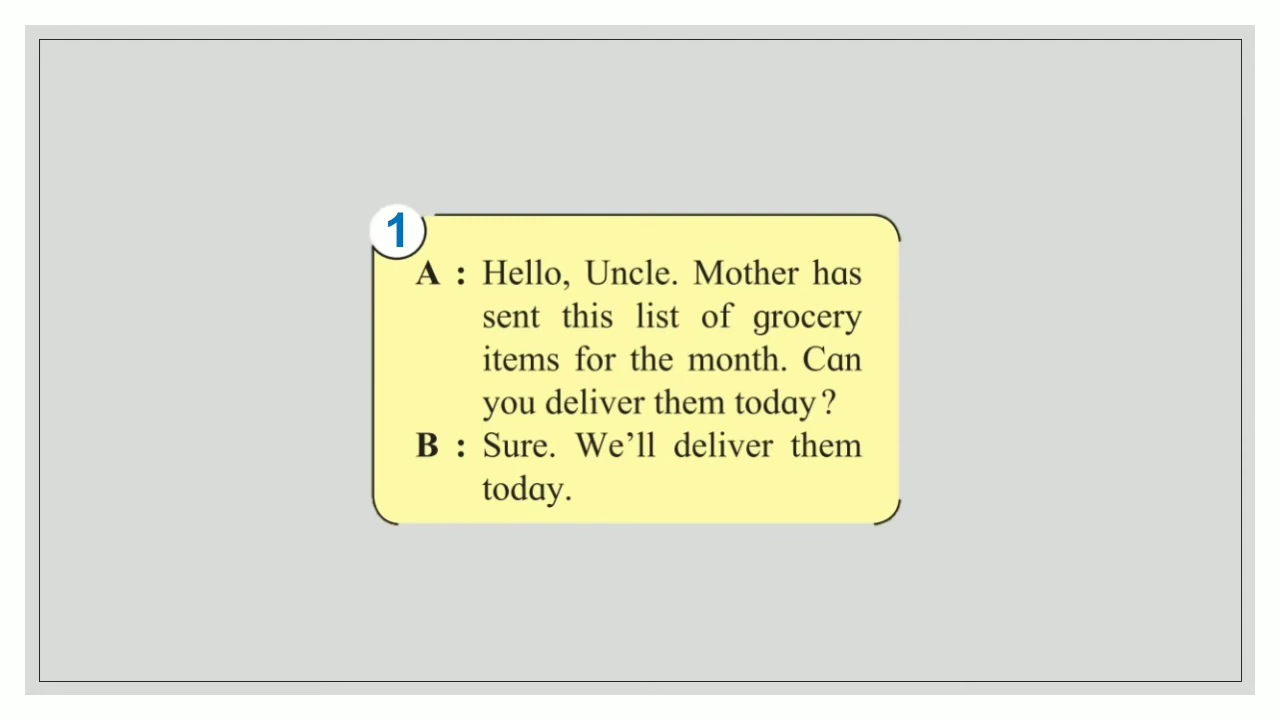 1
A : Hello, Uncle. Mother has
sent this list of grocery
items for the month. Can
you deliver them today?
B : Sure. We’ll deliver them
today.